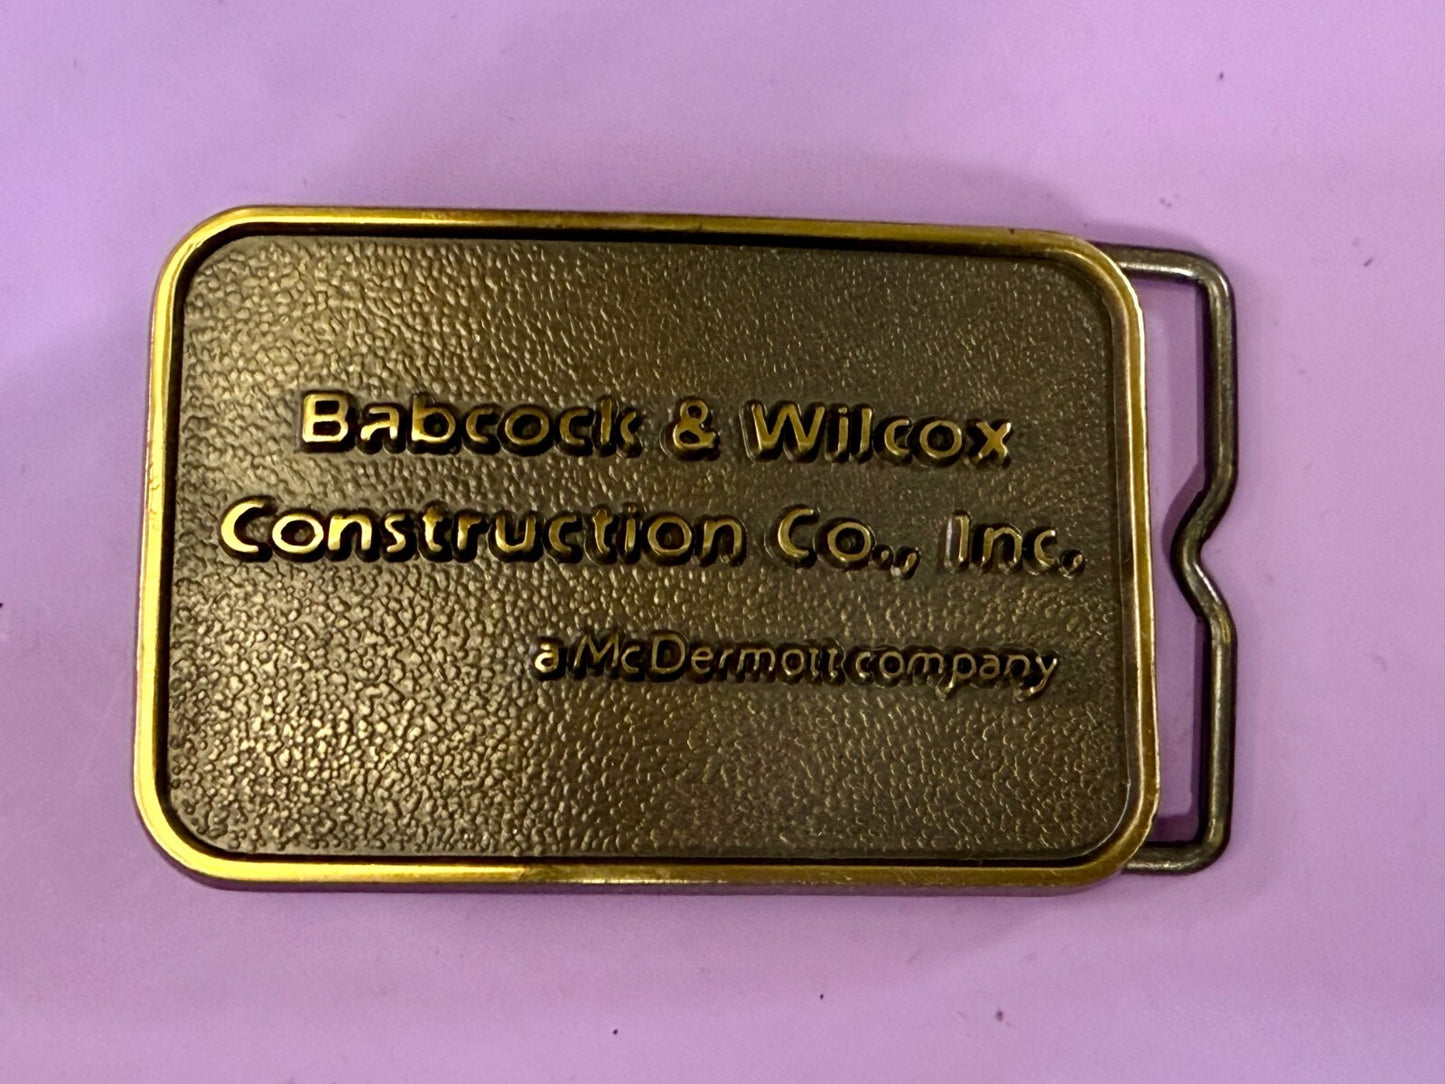 Babcock & Wilcox
Construction Co., Inc.
a McDermott company